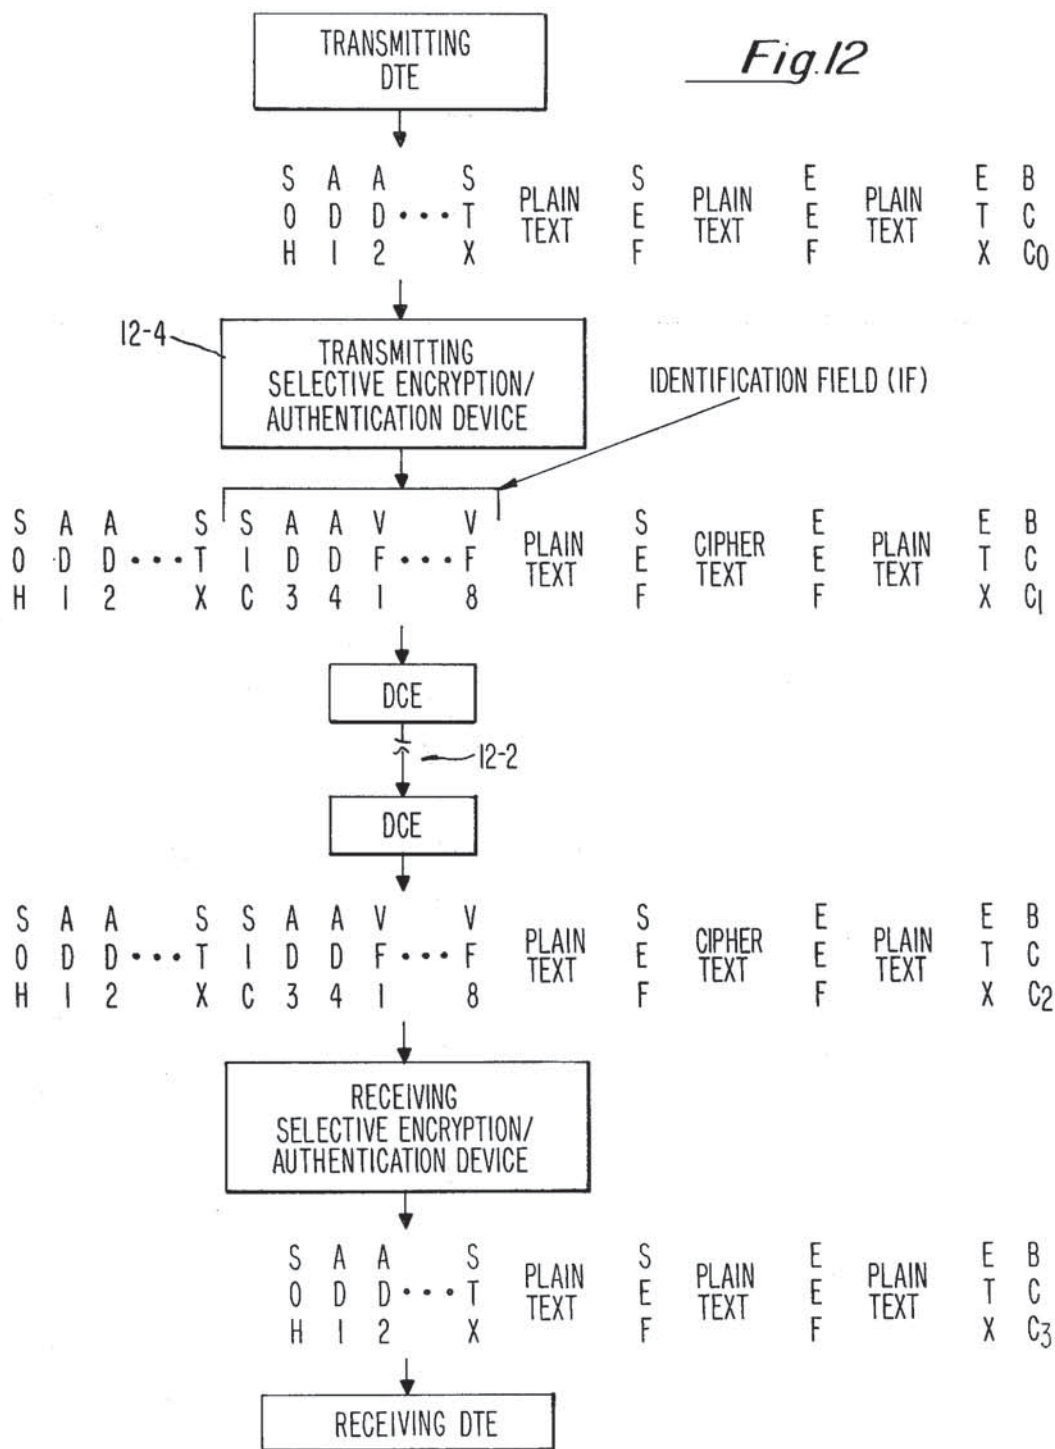 Fig. 12
TRANSMITTING
DTE
S A A S S E E B
O D D • • • T PLAIN TEXT E PLAIN TEXT E PLAIN TEXT T C
H 1 2 X F F X C0
12-4
TRANSMITTING
SELECTIVE ENCRYPTION/
AUTHENTICATION DEVICE
IDENTIFICATION FIELD (IF)
S A A S S A A V V S E E B
O D D • • • T I D D F • • • F PLAIN TEXT E CIPHER TEXT E PLAIN TEXT T C
H 1 2 X C 3 4 1 8 F F X C1
DCE
12-2
DCE
S A A S S A A V V S E E B
O D D • • • T I D D F • • • F PLAIN TEXT E CIPHER TEXT E PLAIN TEXT T C
H 1 2 X C 3 4 1 8 F F X C2
RECEIVING
SELECTIVE ENCRYPTION/
AUTHENTICATION DEVICE
S A A S S E E B
O D D • • • T PLAIN TEXT E PLAIN TEXT E PLAIN TEXT T C
H 1 2 X F F X C3
RECEIVING DTE